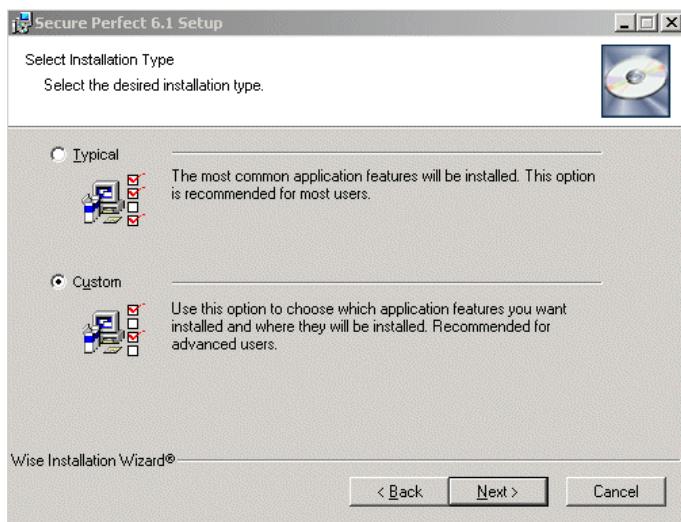 Secure Perfect 6.1 Setup
Select Installation Type
Select the desired installation type.
Typical
The most common application features will be installed. This option
is recommended for most users.
Custom
Use this option to choose which application features you want
installed and where they will be installed. Recommended for
advanced users.
Wise Installation Wizard®
< Back Next > Cancel